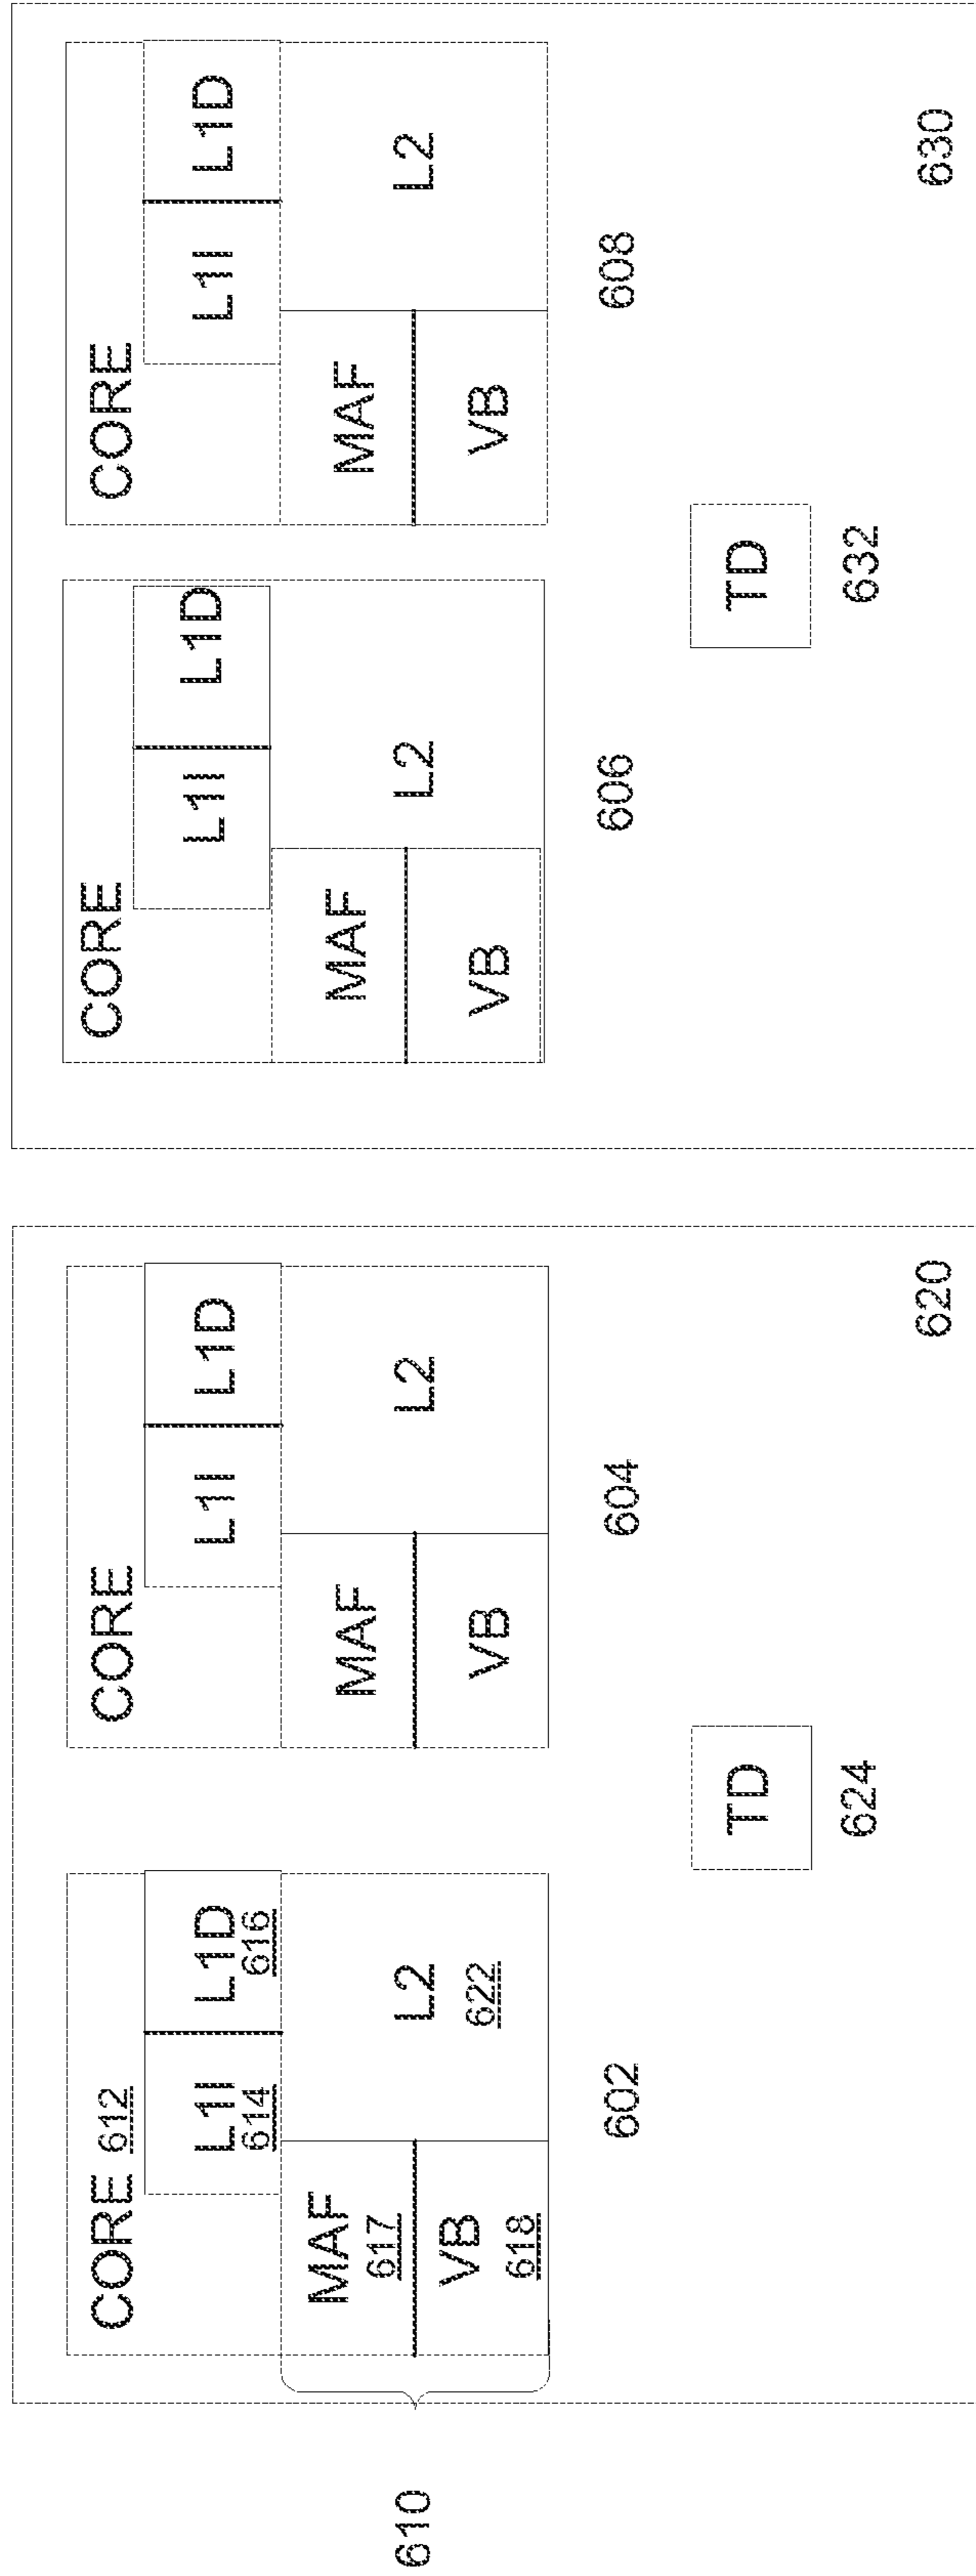 CORE 612
L1I
614
L1D
616
MAF
617
VB
618
L2
622
610
602
CORE
L1I
L1D
MAF
VB
L2
604
TD
624
620
CORE
L1I
L1D
MAF
VB
L2
606
CORE
L1I
L1D
MAF
VB
L2
608
TD
632
630